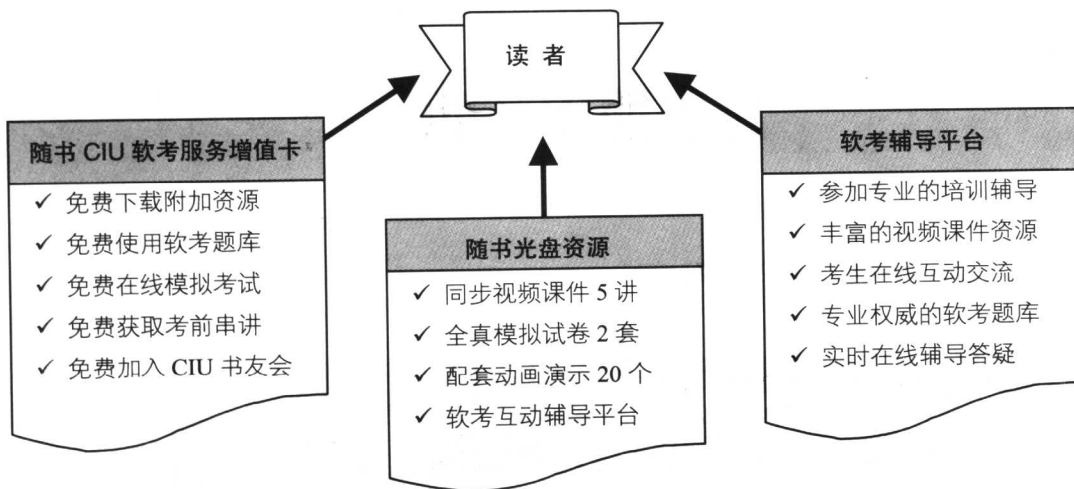 读 者
随书 CIU 软考服务增值卡
✓ 免费下载附加资源
✓ 免费使用软考题库
✓ 免费在线模拟考试
✓ 免费获取考前串讲
✓ 免费加入 CIU 书友会
随书光盘资源
✓ 同步视频课件 5 讲
✓ 全真模拟试卷 2 套
✓ 配套动画演示 20 个
✓ 软考互动辅导平台
软考辅导平台
✓ 参加专业的培训辅导
✓ 丰富的视频课件资源
✓ 考生在线互动交流
✓ 专业权威的软考题库
✓ 实时在线辅导答疑